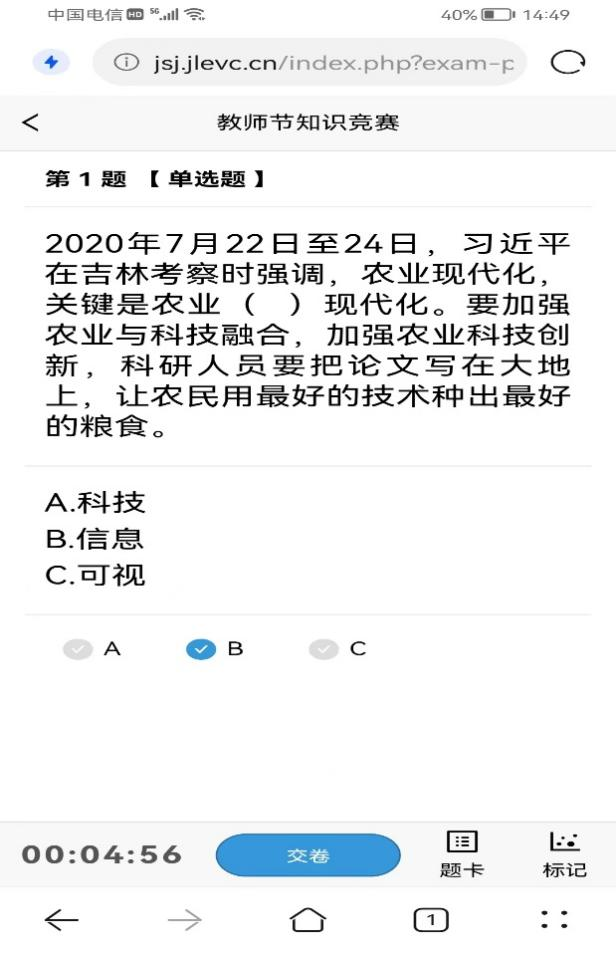 中国电信 HD 5G 40% 14:49
jsj.jlevc.cn/index.php?exam-p
教师节知识竞赛
第 1 题 【 单选题 】
2020年7月22日至24日，习近平
在吉林考察时强调，农业现代化，
关键是农业（ ）现代化。要加强
农业与科技融合，加强农业科技创
新，科研人员要把论文写在大地
上，让农民用最好的技术种出最好
的粮食。
A.科技
B.信息
C.可视
A B C
00:04:56 交卷 题卡 标记
1